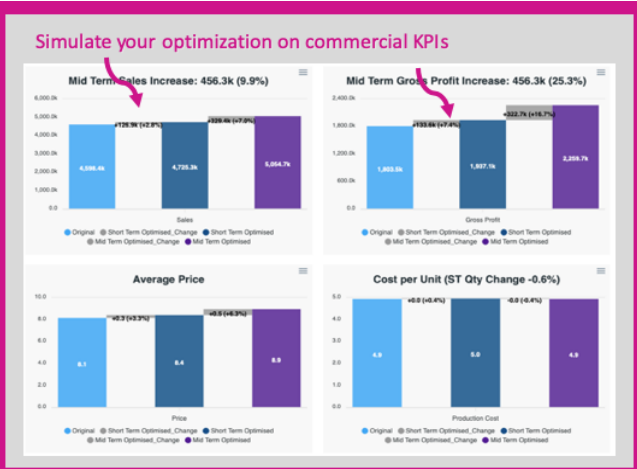 Simulate your optimization on commercial KPIs
Mid Term Sales Increase: 456.3k (9.9%)
6,000.0k
5,000.0k
4,000.0k
3,000.0k
2,000.0k
1,000.0k
0.0
+126.9k (+2.8%)
+329.4k (+7.0%)
4,598.4k
4,725.3k
5,054.7k
Sales
Original Short Term Optimised_Change Short Term Optimised
Mid Term Optimised_Change Mid Term Optimised
Mid Term Gross Profit Increase: 456.3k (25.3%)
2,400.0k
1,800.0k
1,200.0k
600.0k
0.0
+133.6k (+7.4%)
+322.7k (+16.7%)
1,803.5k
1,937.1k
2,259.7k
Gross Profit
Original Short Term Optimised_Change Short Term Optimised
Mid Term Optimised_Change Mid Term Optimised
Average Price
10.0
8.0
6.0
4.0
2.0
0.0
+0.3 (+3.3%)
+0.5 (+6.3%)
8.1
8.4
8.9
Price
Original Short Term Optimised_Change Short Term Optimised
Mid Term Optimised_Change Mid Term Optimised
Cost per Unit (ST Qty Change -0.6%)
5.0
4.0
3.0
2.0
1.0
0.0
+0.0 (+0.4%)
-0.0 (-0.4%)
4.9
5.0
4.9
Production Cost
Original Short Term Optimised_Change Short Term Optimised
Mid Term Optimised_Change Mid Term Optimised